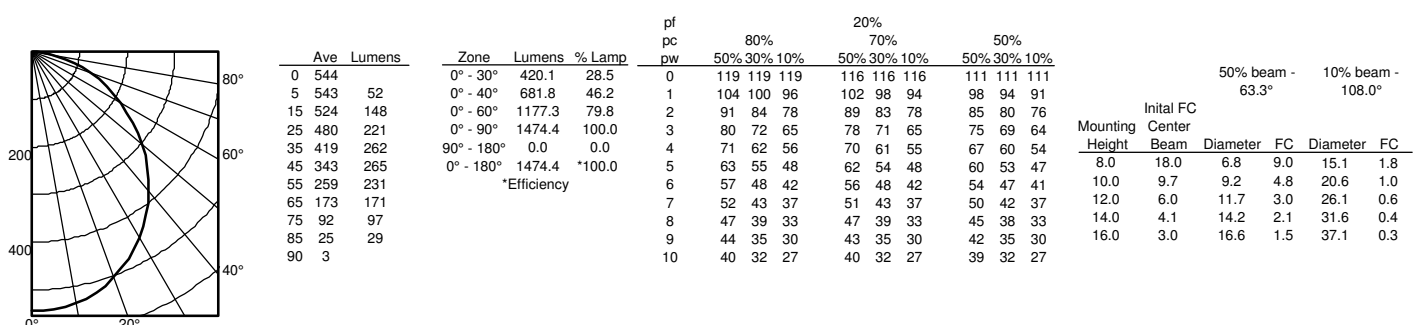 200
400
0°
20°
40°
60°
80°
Ave Lumens
0 544
5 543 52
15 524 148
25 480 221
35 419 262
45 343 265
55 259 231
65 173 171
75 92 97
85 25 29
90 3
Zone Lumens % Lamp
0° - 30° 420.1 28.5
0° - 40° 681.8 46.2
0° - 60° 1177.3 79.8
0° - 90° 1474.4 100.0
90° - 180° 0.0 0.0
0° - 180° 1474.4 *100.0
*Efficiency
pf 20%
pc 80% 70% 50%
pw 50% 30% 10% 50% 30% 10% 50% 30% 10%
0 119 119 119 116 116 116 111 111 111
1 104 100 96 102 98 94 98 94 91
2 91 84 78 89 83 78 85 80 76
3 80 72 65 78 71 65 75 69 64
4 71 62 56 70 61 55 67 60 54
5 63 55 48 62 54 48 60 53 47
6 57 48 42 56 48 42 54 47 41
7 52 43 37 51 43 37 50 42 37
8 47 39 33 47 39 33 45 38 33
9 44 35 30 43 35 30 42 35 30
10 40 32 27 40 32 27 39 32 27
50% beam - 10% beam -
63.3° 108.0°
Inital FC
Mounting Center
Height Beam Diameter FC Diameter FC
8.0 18.0 6.8 9.0 15.1 1.8
10.0 9.7 9.2 4.8 20.6 1.0
12.0 6.0 11.7 3.0 26.1 0.6
14.0 4.1 14.2 2.1 31.6 0.4
16.0 3.0 16.6 1.5 37.1 0.3